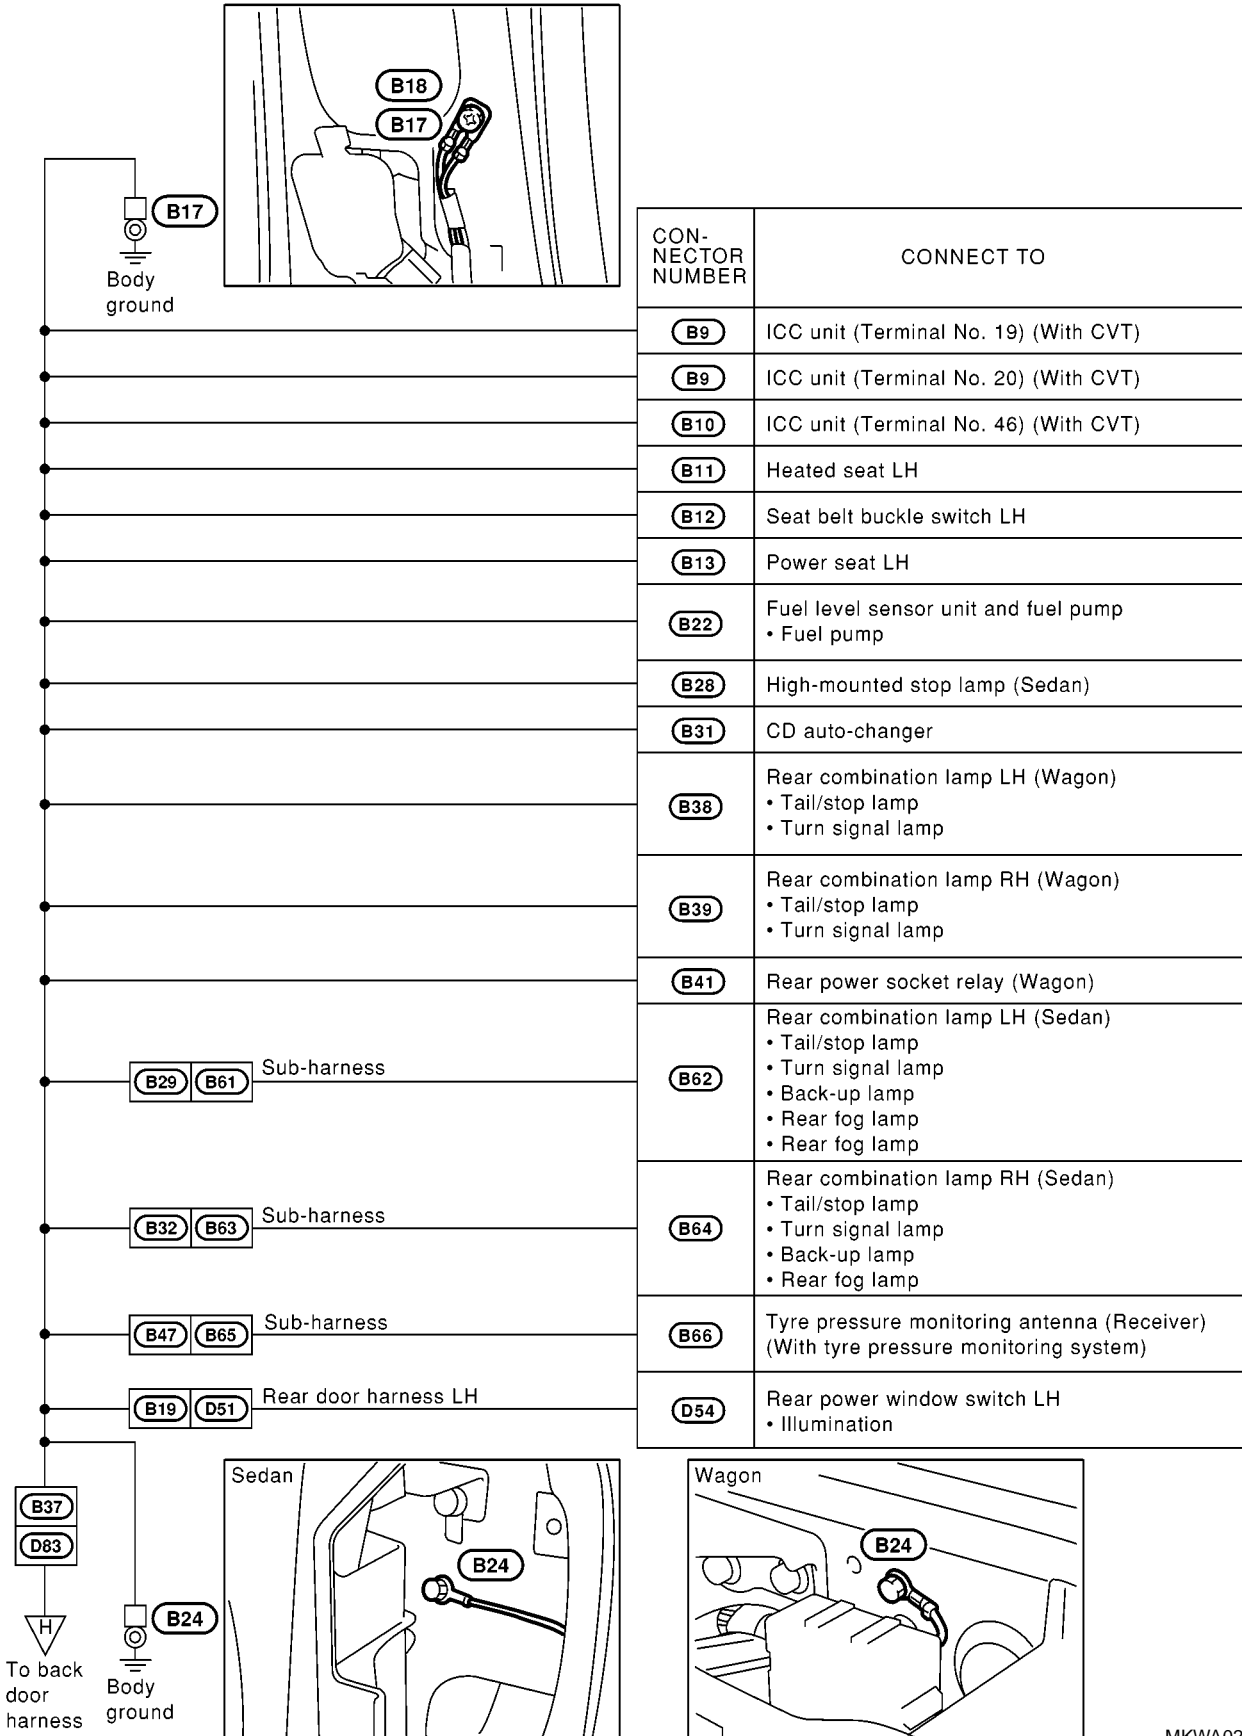 B18
B17
B17
Body
ground
CON-
NECTOR
NUMBER
CONNECT TO
B9 ICC unit (Terminal No. 19) (With CVT)
B9 ICC unit (Terminal No. 20) (With CVT)
B10 ICC unit (Terminal No. 46) (With CVT)
B11 Heated seat LH
B12 Seat belt buckle switch LH
B13 Power seat LH
B22 Fuel level sensor unit and fuel pump
• Fuel pump
B28 High-mounted stop lamp (Sedan)
B31 CD auto-changer
B38 Rear combination lamp LH (Wagon)
• Tail/stop lamp
• Turn signal lamp
B39 Rear combination lamp RH (Wagon)
• Tail/stop lamp
• Turn signal lamp
B41 Rear power socket relay (Wagon)
B29 B61 Sub-harness
B62 Rear combination lamp LH (Sedan)
• Tail/stop lamp
• Turn signal lamp
• Back-up lamp
• Rear fog lamp
• Rear fog lamp
B32 B63 Sub-harness
B64 Rear combination lamp RH (Sedan)
• Tail/stop lamp
• Turn signal lamp
• Back-up lamp
• Rear fog lamp
B47 B65 Sub-harness
B66 Tyre pressure monitoring antenna (Receiver)
(With tyre pressure monitoring system)
B19 D51 Rear door harness LH
D54 Rear power window switch LH
• Illumination
B37
D83
H
To back
door
harness
B24
Body
ground
Sedan
B24
Wagon
B24